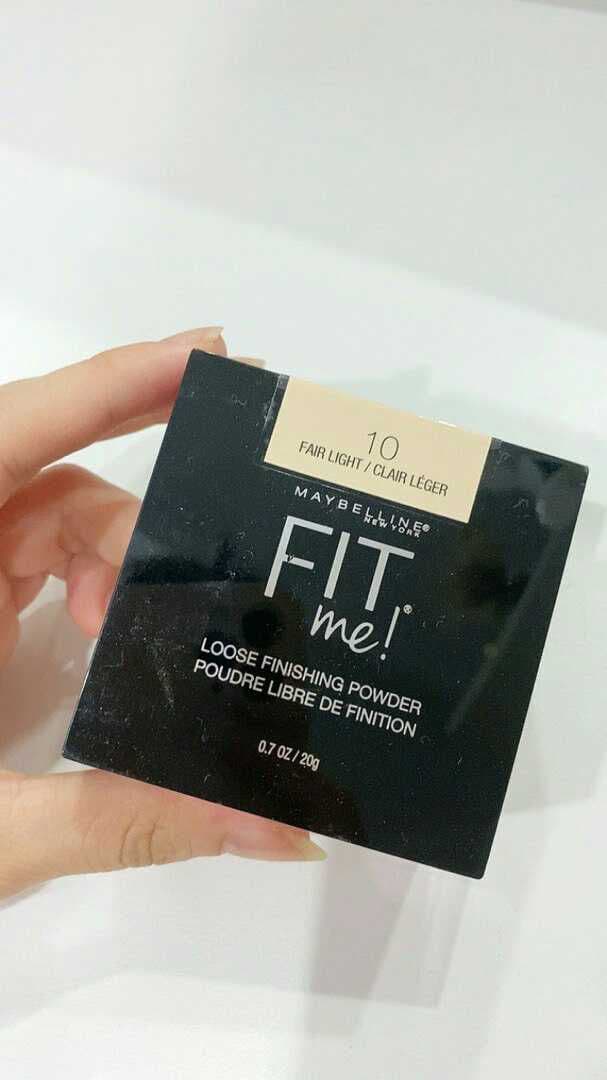 10
FAIR LIGHT / CLAIR LÉGER
MAYBELLINE®
NEW YORK
FIT
me!®
LOOSE FINISHING POWDER
POUDRE LIBRE DE FINITION
0.7 OZ / 20g